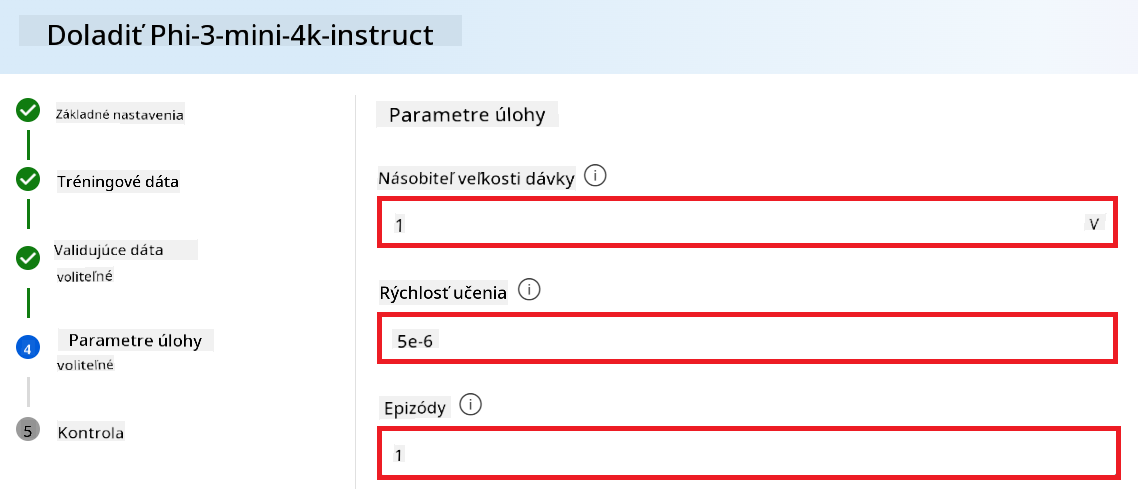 Doladiť Phi-3-mini-4k-instruct
Základné nastavenia
Tréningové dáta
Validujúce dáta
voliteľné
4
Parametre úlohy
voliteľné
5
Kontrola
Parametre úlohy
Násobiteľ veľkosti dávky i
1
V
Rýchlosť učenia i
5e-6
Epizódy i
1